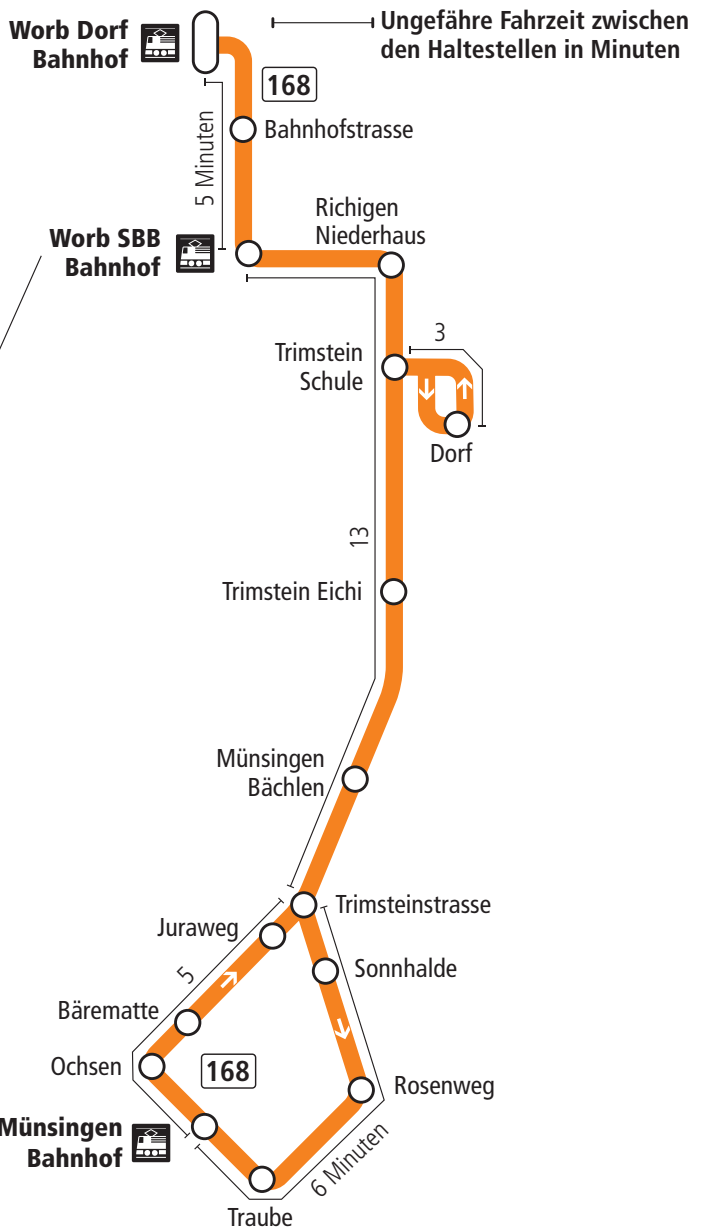 Worb Dorf
Bahnhof
Ungefähre Fahrzeit zwischen
den Haltestellen in Minuten
168
Bahnhofstrasse
5 Minuten
Worb SBB
Bahnhof
Richigen
Niederhaus
Trimstein
Schule
3
Dorf
13
Trimstein Eichi
Münsingen
Bächlen
Trimsteinstrasse
Juraweg
5
Sonnhalde
Bärematte
Ochsen
168
Rosenweg
Münsingen
Bahnhof
6 Minuten
Traube